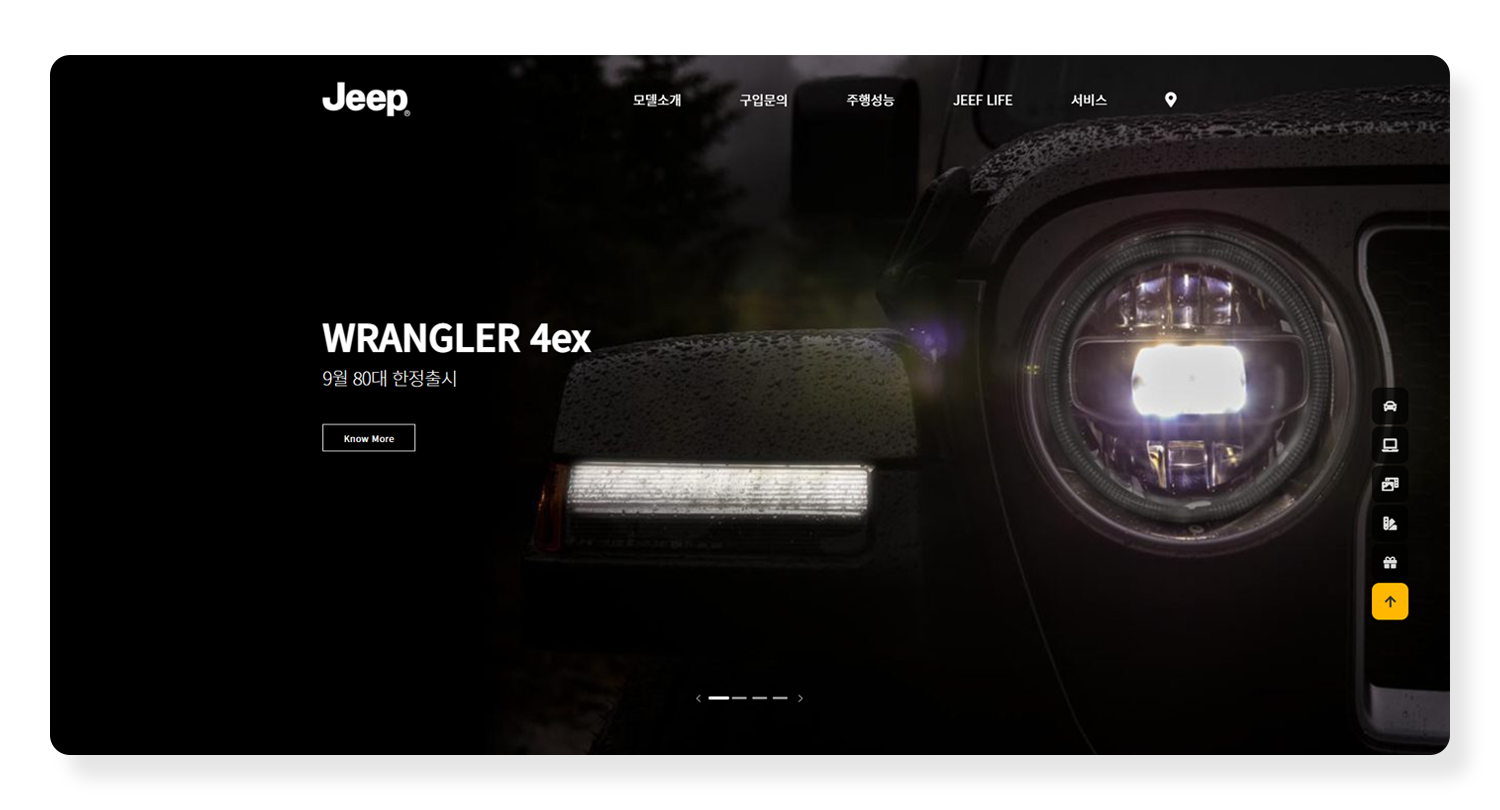 Jeep®
모델소개
구입문의
주행성능
JEEF LIFE
서비스
WRANGLER 4ex
9월 80대 한정출시
Know More